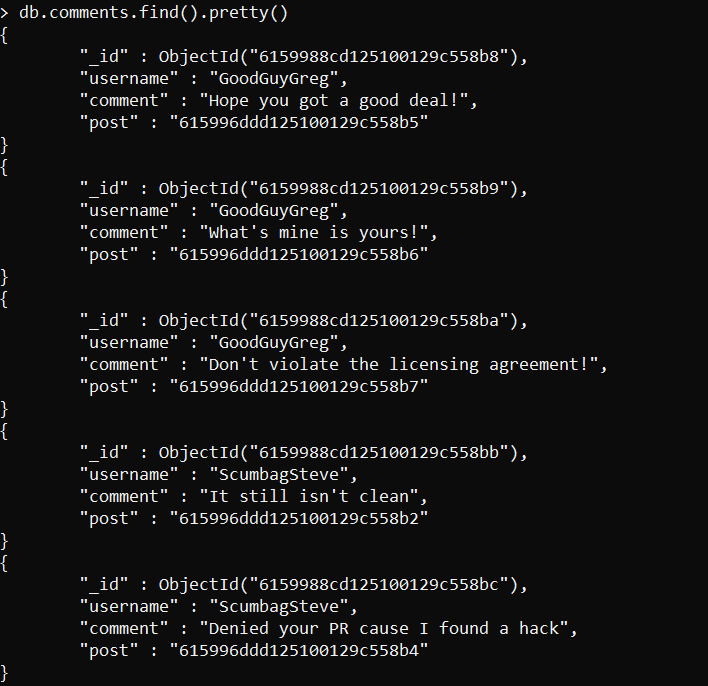 > db.comments.find().pretty()
{
        "_id" : ObjectId("6159988cd125100129c558b8"),
        "username" : "GoodGuyGreg",
        "comment" : "Hope you got a good deal!",
        "post" : "615996ddd125100129c558b5"
}
{
        "_id" : ObjectId("6159988cd125100129c558b9"),
        "username" : "GoodGuyGreg",
        "comment" : "What's mine is yours!",
        "post" : "615996ddd125100129c558b6"
}
{
        "_id" : ObjectId("6159988cd125100129c558ba"),
        "username" : "GoodGuyGreg",
        "comment" : "Don't violate the licensing agreement!",
        "post" : "615996ddd125100129c558b7"
}
{
        "_id" : ObjectId("6159988cd125100129c558bb"),
        "username" : "ScumbagSteve",
        "comment" : "It still isn't clean",
        "post" : "615996ddd125100129c558b2"
}
{
        "_id" : ObjectId("6159988cd125100129c558bc"),
        "username" : "ScumbagSteve",
        "comment" : "Denied your PR cause I found a hack",
        "post" : "615996ddd125100129c558b4"
}